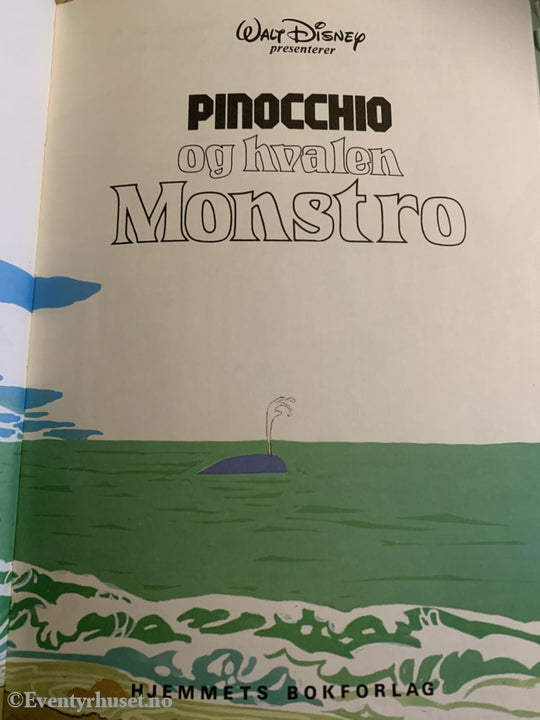 WALT DISNEY
presenterer
PINOCCHIO
og hvalen
Monstro
HJEMMETS BOKFORLAG
©Eventyrhuset.no